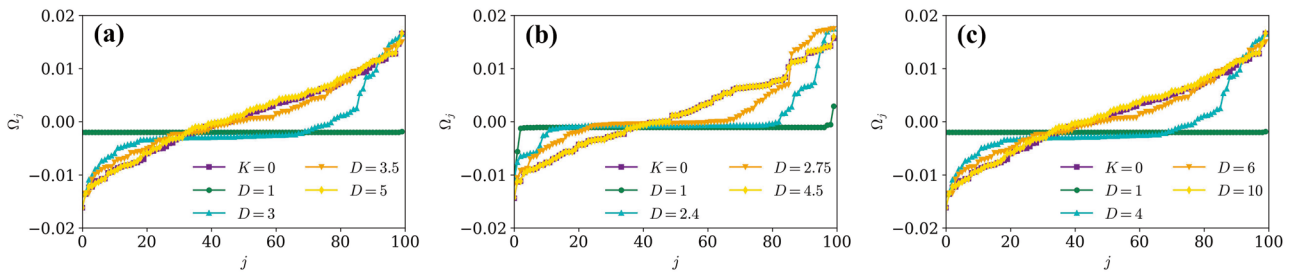 (a)
0.02
0.01
0.00
−0.01
−0.02
Ω_j
K = 0
D = 1
D = 3
D = 3.5
D = 5
0 20 40 60 80 100
j
(b)
0.02
0.01
0.00
−0.01
−0.02
Ω_j
K = 0
D = 1
D = 2.4
D = 2.75
D = 4.5
0 20 40 60 80 100
j
(c)
0.02
0.01
0.00
−0.01
−0.02
Ω_j
K = 0
D = 1
D = 4
D = 6
D = 10
0 20 40 60 80 100
j